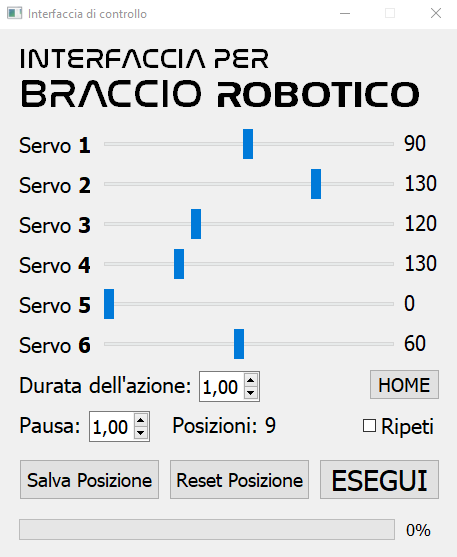 Interfaccia di controllo
INTERFACCIA PER
BRACCIO ROBOTICO
Servo 1 90
Servo 2 130
Servo 3 120
Servo 4 130
Servo 5 0
Servo 6 60
Durata dell'azione: 1,00 HOME
Pausa: 1,00 Posizioni: 9 Ripeti
Salva Posizione Reset Posizione ESEGUI
0%